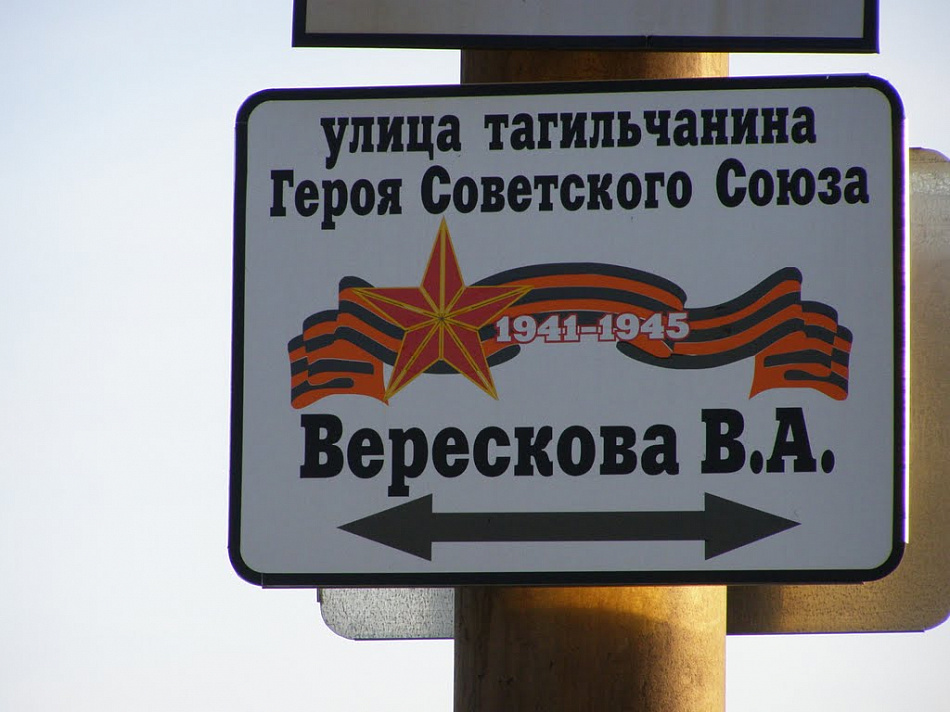 улица тагильчанина
Героя Советского Союза
1941-1945
Верескова В.А.